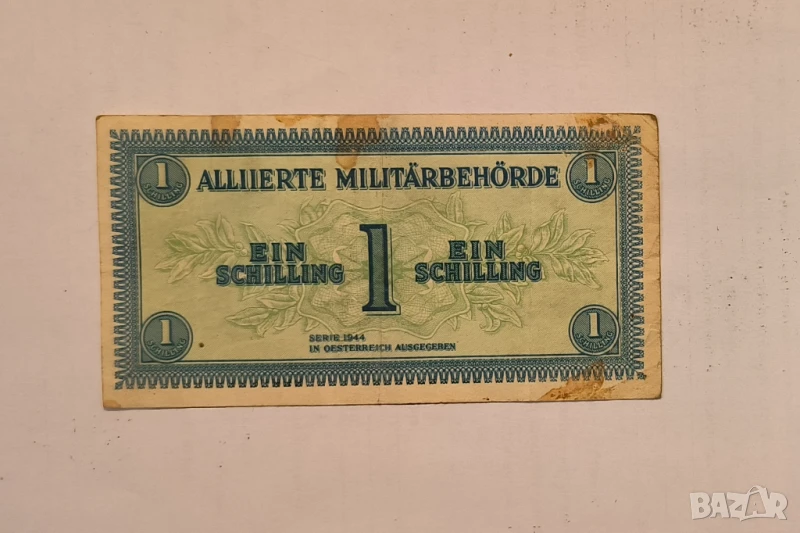 1 ALLIIERTE MILITÄRBEHÖRDE 1
SCHILLING SCHILLING
EIN 1 EIN
SCHILLING SCHILLING
1 SERIE 1944 1
SCHILLING IN OESTERREICH AUSGEGEBEN SCHILLING
BAZAR